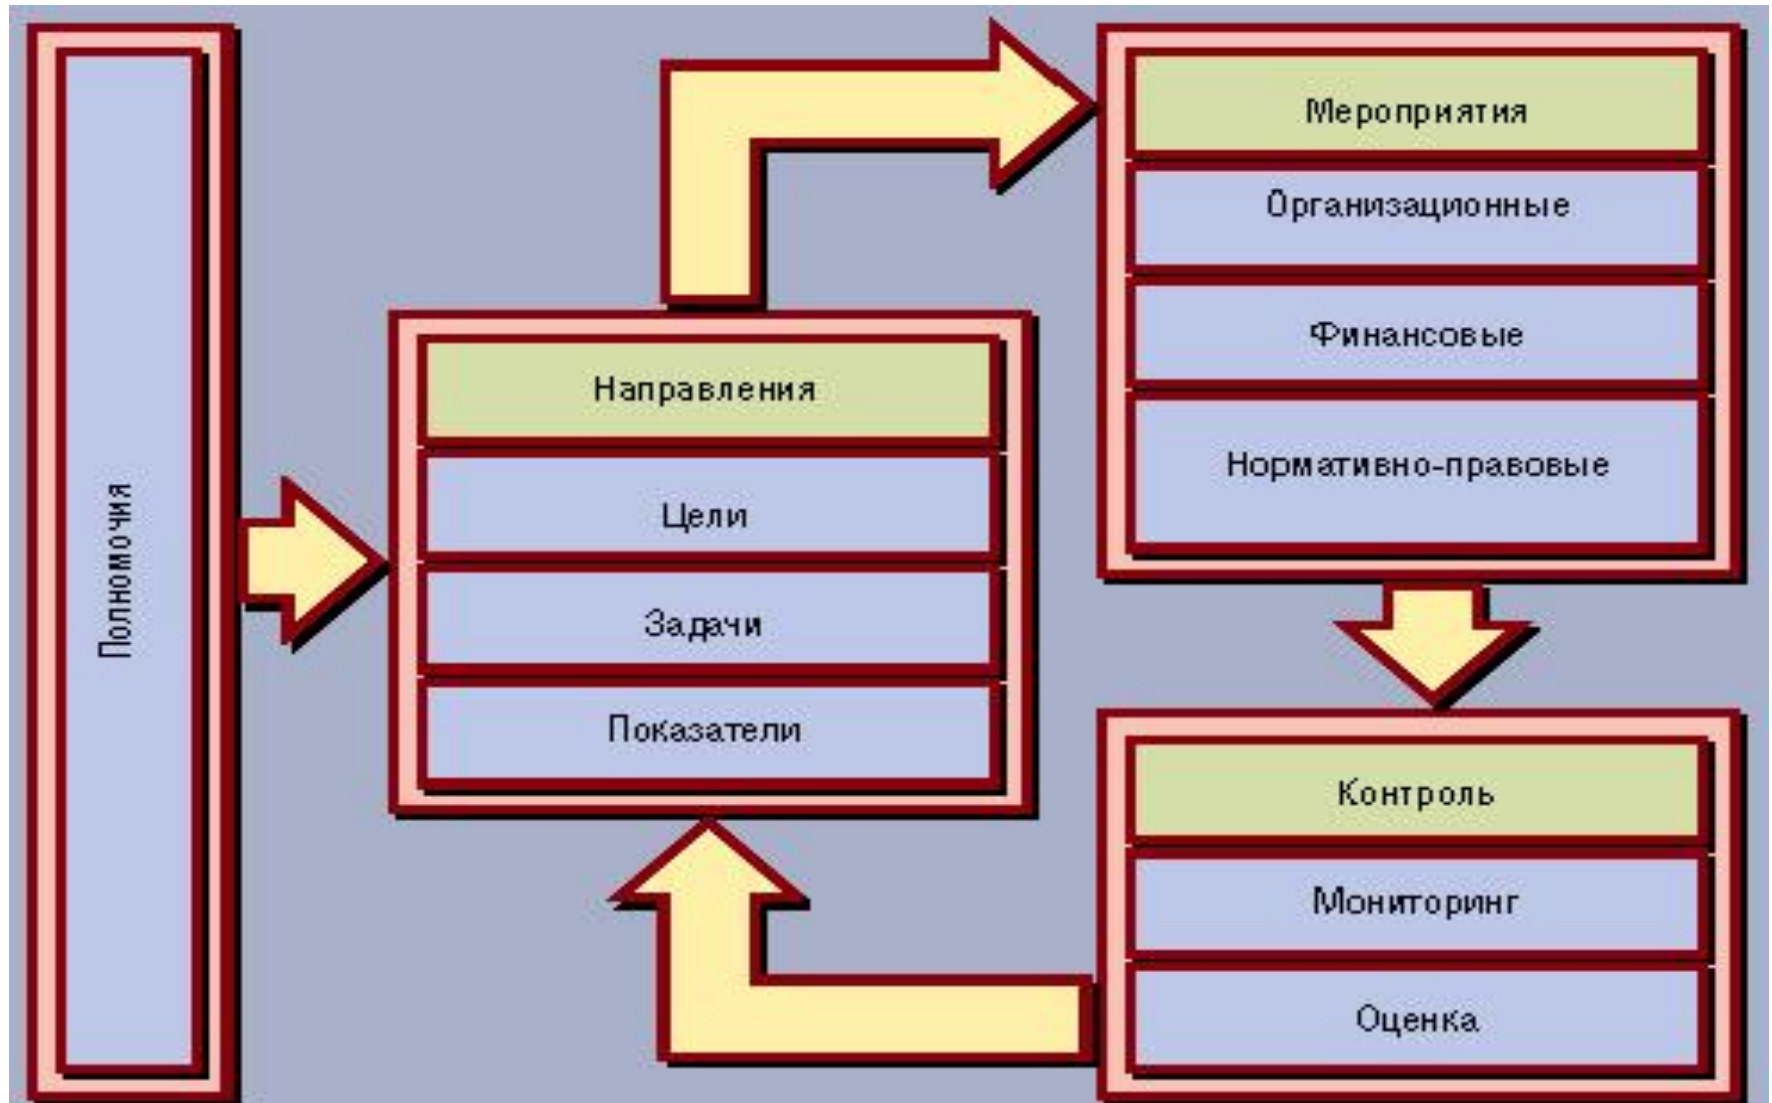 Полномочия
Направления
Цели
Задачи
Показатели
Мероприятия
Организационные
Финансовые
Нормативно-правовые
Контроль
Мониторинг
Оценка